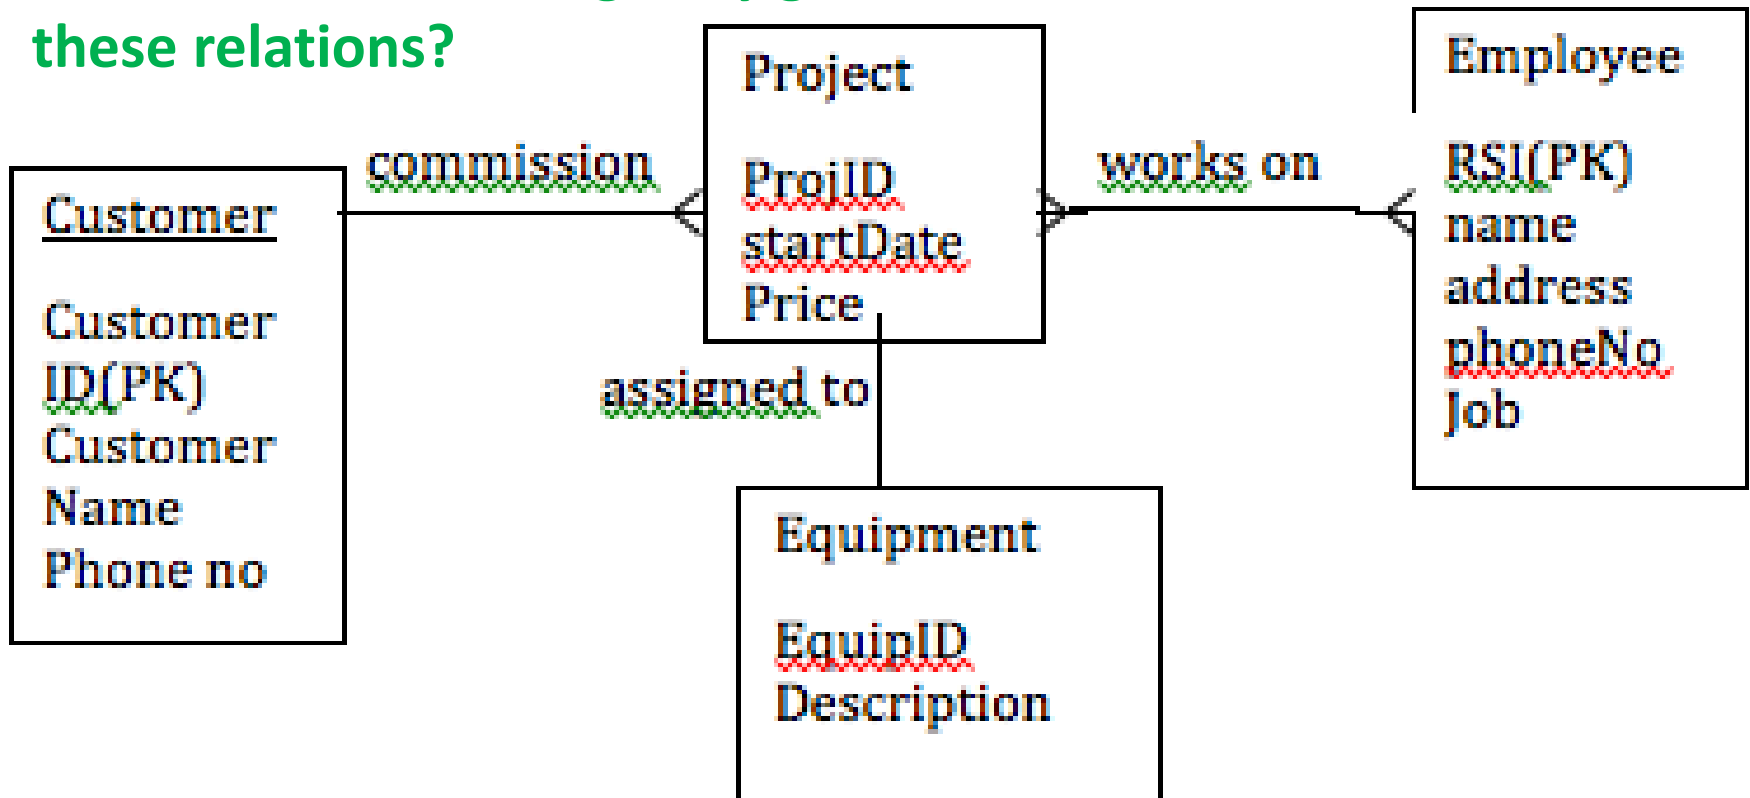 these relations?
Project
ProjID
startDate
Price
Employee
RSI(PK)
name
address
phoneNo
Job
commission
works on
Customer
Customer
ID(PK)
Customer
Name
Phone no
assigned to
Equipment
EquipID
Description